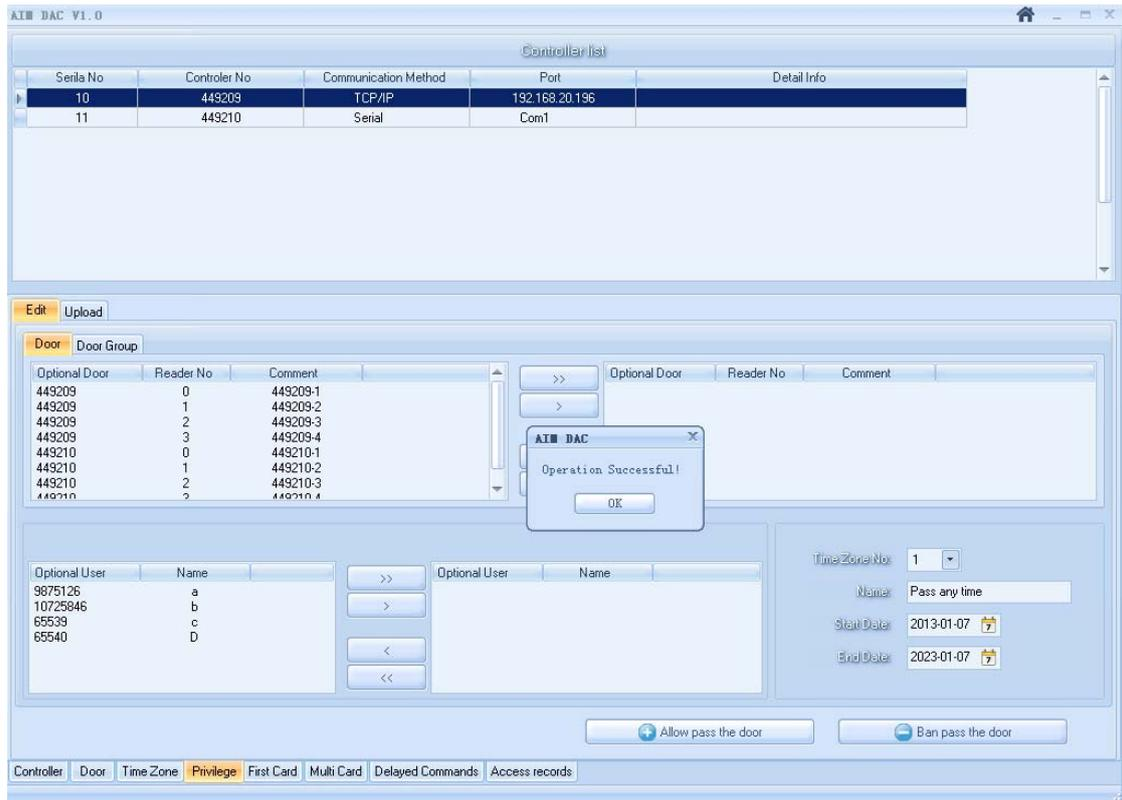 AIM DAC V1.0
Controller list
Serila No Controler No Communication Method Port Detail Info
10 449209 TCP/IP 192.168.20.196
11 449210 Serial Com1
Edit Upload
Door Door Group
Optional Door Reader No Comment
449209 0 449209-1
449209 1 449209-2
449209 2 449209-3
449209 3 449209-4
449210 0 449210-1
449210 1 449210-2
449210 2 449210-3
449210 3 449210-4
>>
>
Optional Door Reader No Comment
AIM DAC
Operation Successful!
OK
Optional User Name
9875126 a
10725846 b
65539 c
65540 D
>>
>
<
<<
Optional User Name
Time Zone No: 1
Name: Pass any time
Start Date: 2013-01-07 7
End Date: 2023-01-07 7
Allow pass the door Ban pass the door
Controller Door Time Zone Privilege First Card Multi Card Delayed Commands Access records